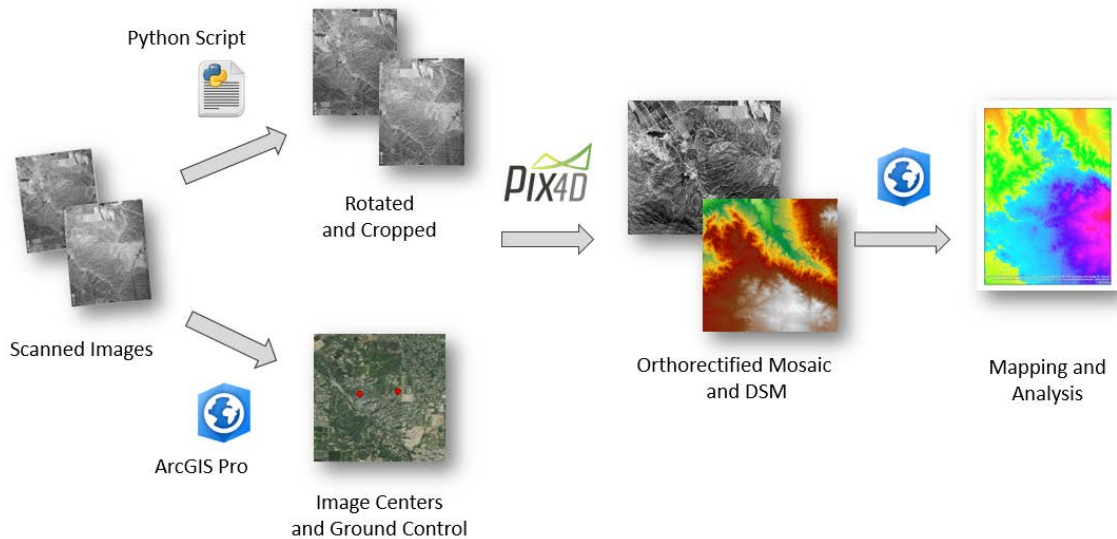 Python Script
Rotated
and Cropped
PIX4D
Scanned Images
ArcGIS Pro
Image Centers
and Ground Control
Orthorectified Mosaic
and DSM
Mapping and
Analysis